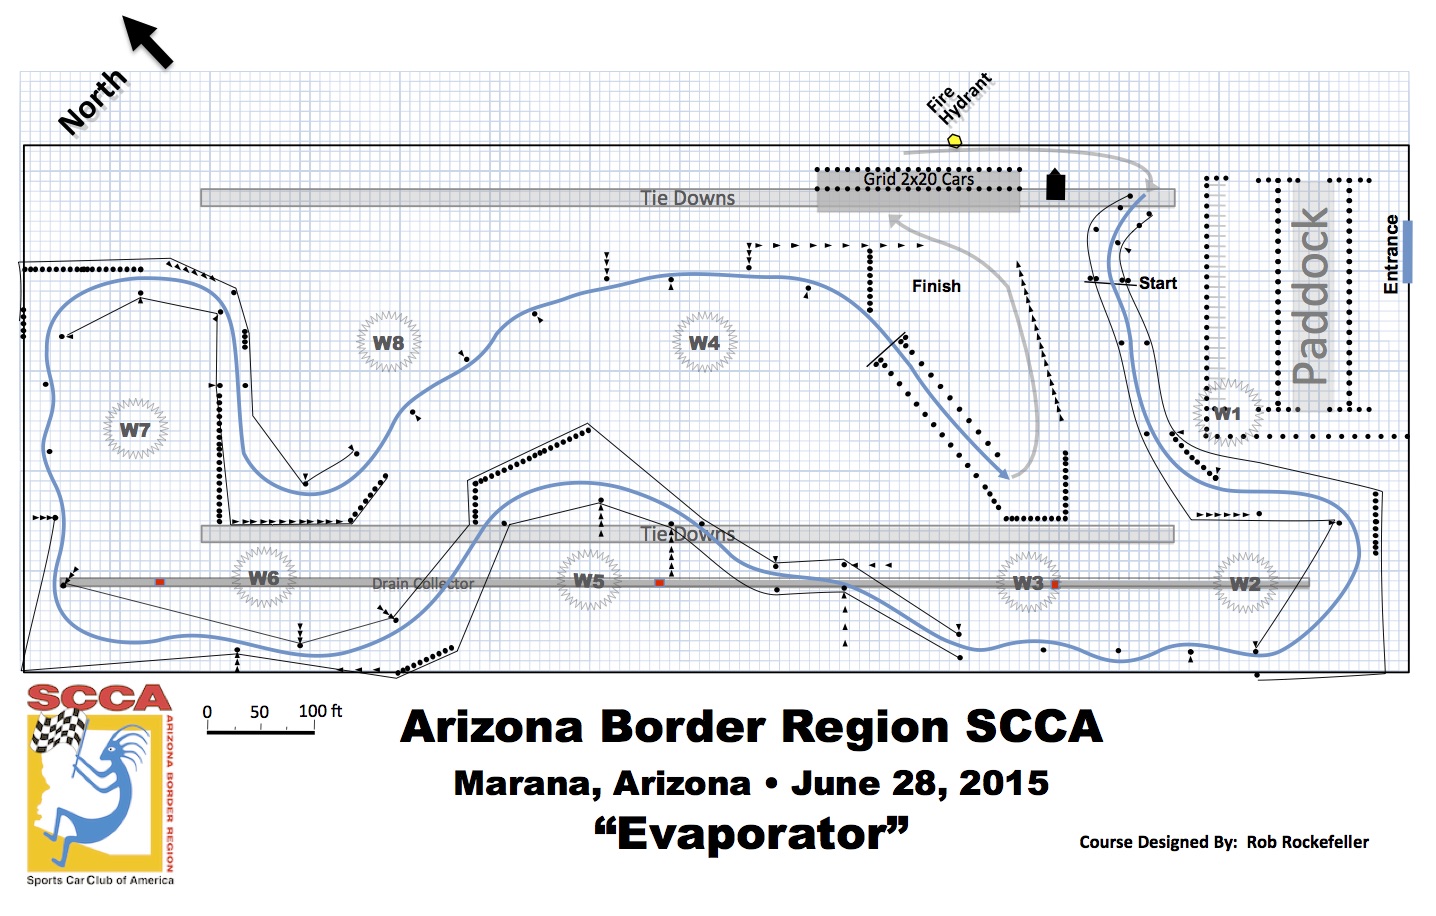 North
Fire
Hydrant
Grid 2x20 Cars
Tie Downs
Finish
Start
Entrance
Paddock
W8
W4
W1
W7
Tie Downs
W6
Drain Collector
W5
W3
W2
SCCA
ARIZONA BORDER REGION
Sports Car Club of America
0 50 100 ft
Arizona Border Region SCCA
Marana, Arizona • June 28, 2015
“Evaporator”
Course Designed By: Rob Rockefeller